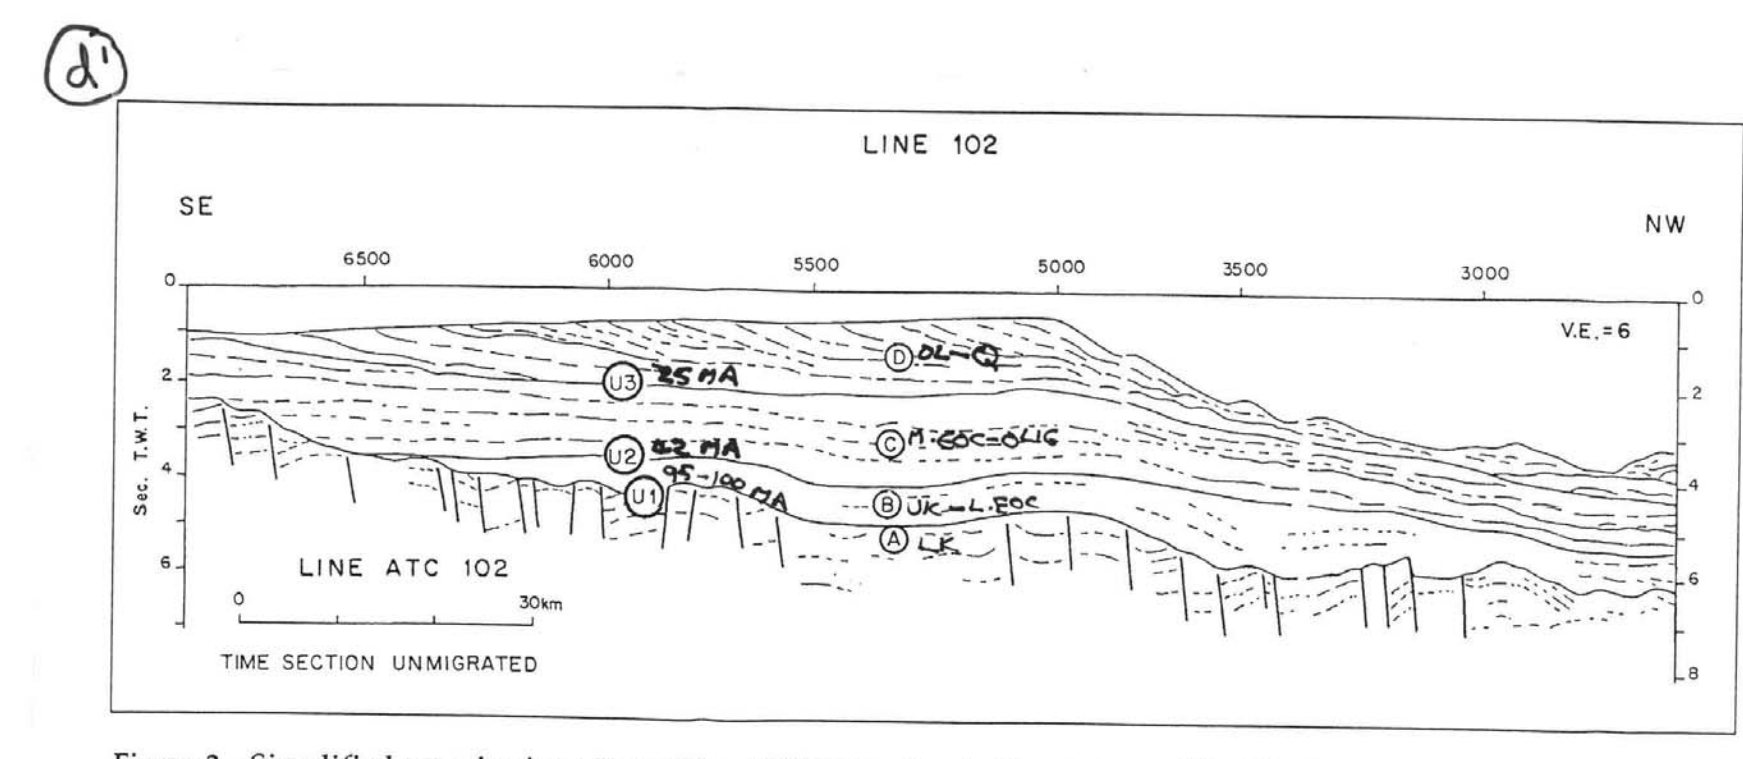 d'
LINE 102
SE
NW
6500 6000 5500 5000 3500 3000
0
0
V.E.=6
D OL-Q
U3 25 MA
2
2
Sec. T.W.T.
C M.EOC-OLIG
U2 42 MA
4
4
95-100 MA
U1
B UK-L.EOC
A LK
6
6
LINE ATC 102
0 30km
TIME SECTION UNMIGRATED
8